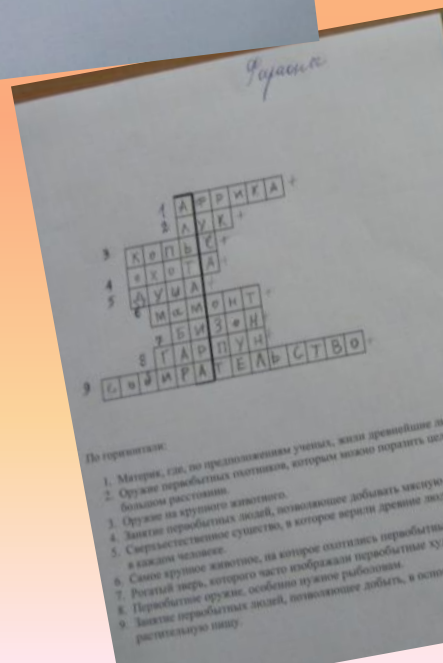 Фараоны
1 АФРИКА +
2 ЛУК +
3 КОПЬЁ +
4 ОХОТА +
5 ДУША +
6 МАМОНТ +
7 БИЗОН +
8 ГАРПУН +
9 СОБИРАТЕЛЬСТВО +
По горизонтали:
1. Материк, где, по предположениям ученых, жили древнейшие
2. Оружие первобытных охотников, которым можно поразить
большом расстоянии.
3. Оружие на крупного животного.
4. Занятие первобытных людей, позволяющее добывать мясную
5. Сверхъестественное существо, в которое верили древние
в каждом человеке.
6. Самое крупное животное, на которое охотились
7. Рогатый зверь, которого часто изображали первобытные
8. Первобытное оружие, особенно нужное рыболовам.
9. Занятие первобытных людей, позволяющее добыть, в
растительную пищу.